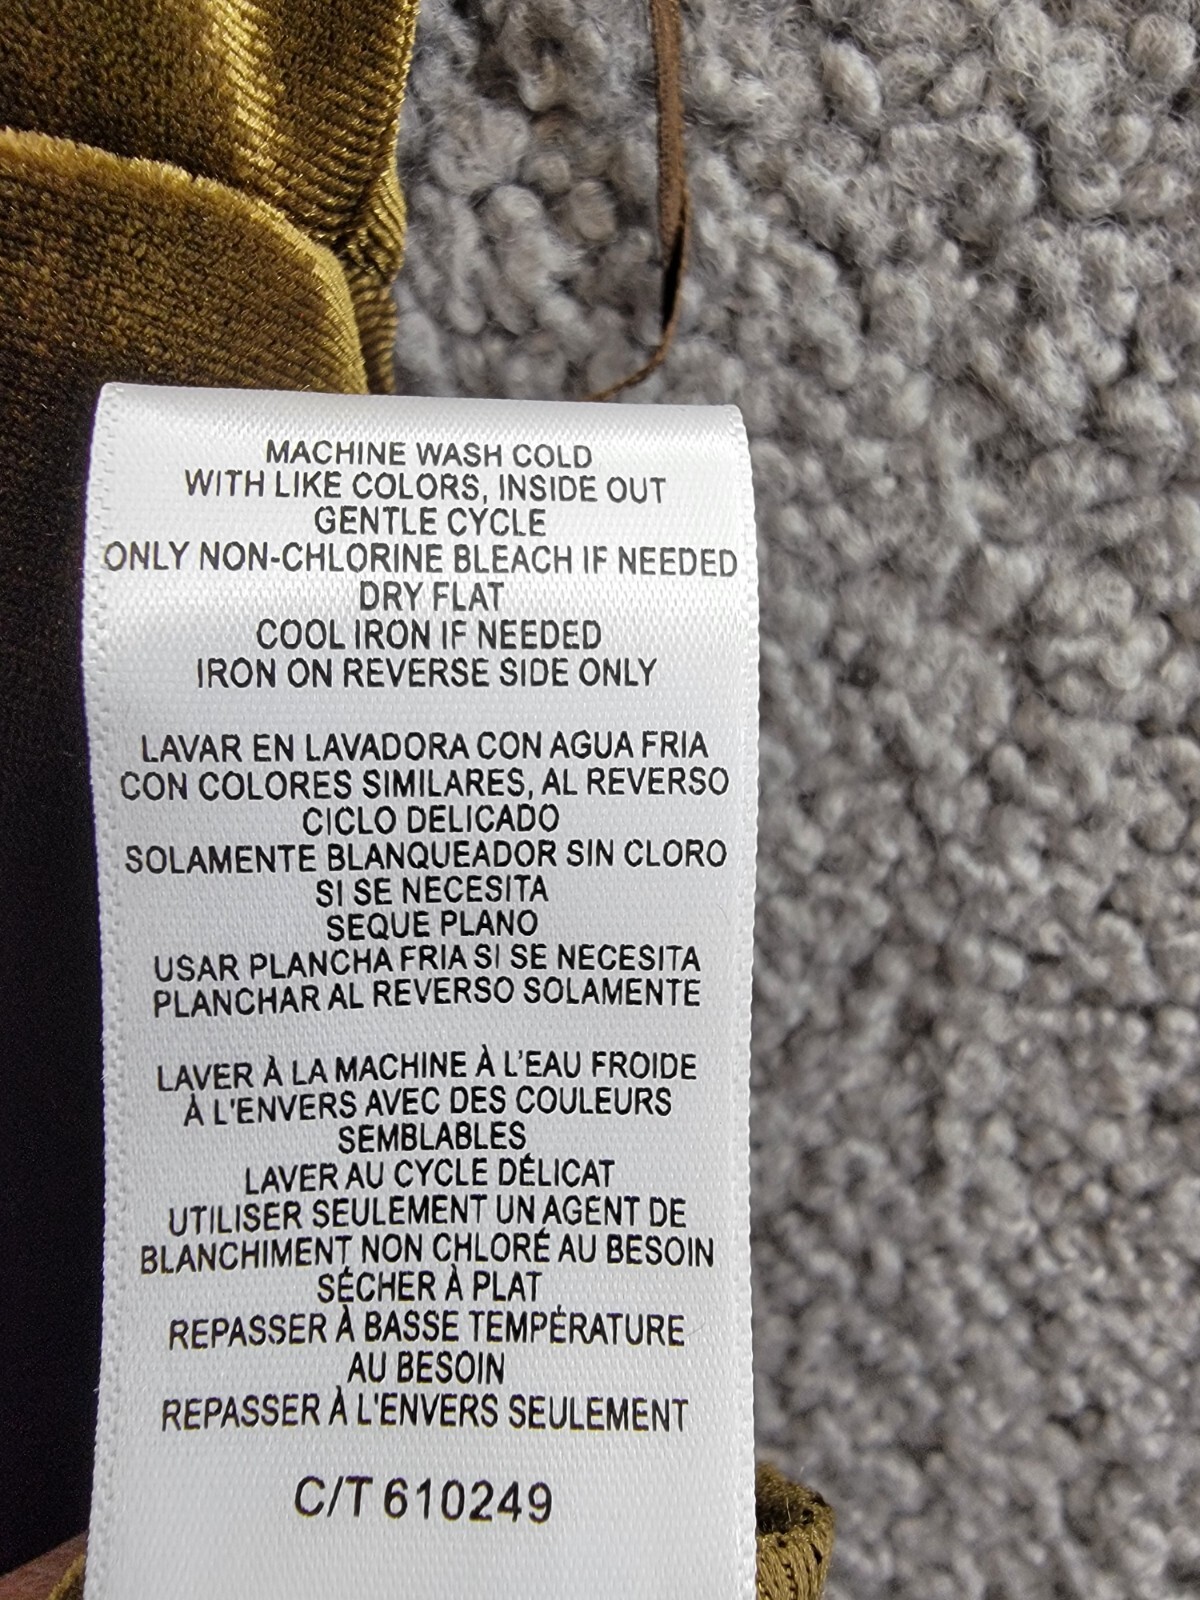 MACHINE WASH COLD
WITH LIKE COLORS, INSIDE OUT
GENTLE CYCLE
ONLY NON-CHLORINE BLEACH IF NEEDED
DRY FLAT
COOL IRON IF NEEDED
IRON ON REVERSE SIDE ONLY
LAVAR EN LAVADORA CON AGUA FRIA
CON COLORES SIMILARES, AL REVERSO
CICLO DELICADO
SOLAMENTE BLANQUEADOR SIN CLORO
SI SE NECESITA
SEQUE PLANO
USAR PLANCHA FRIA SI SE NECESITA
PLANCHAR AL REVERSO SOLAMENTE
LAVER À LA MACHINE À L'EAU FROIDE
À L'ENVERS AVEC DES COULEURS
SEMBLABLES
LAVER AU CYCLE DÉLICAT
UTILISER SEULEMENT UN AGENT DE
BLANCHIMENT NON CHLORÉ AU BESOIN
SÉCHER À PLAT
REPASSER À BASSE TEMPÉRATURE
AU BESOIN
REPASSER À L'ENVERS SEULEMENT
C/T 610249